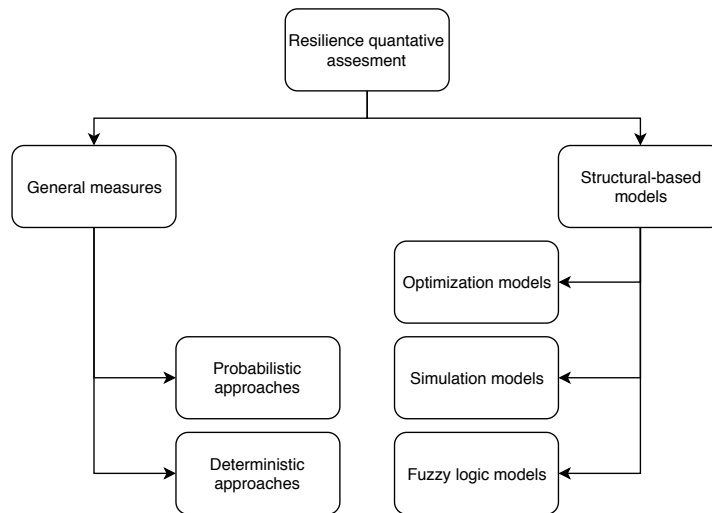 Resilience quantative
assesment
General measures
Structural-based
models
Optimization models
Probabilistic
approaches
Simulation models
Deterministic
approaches
Fuzzy logic models